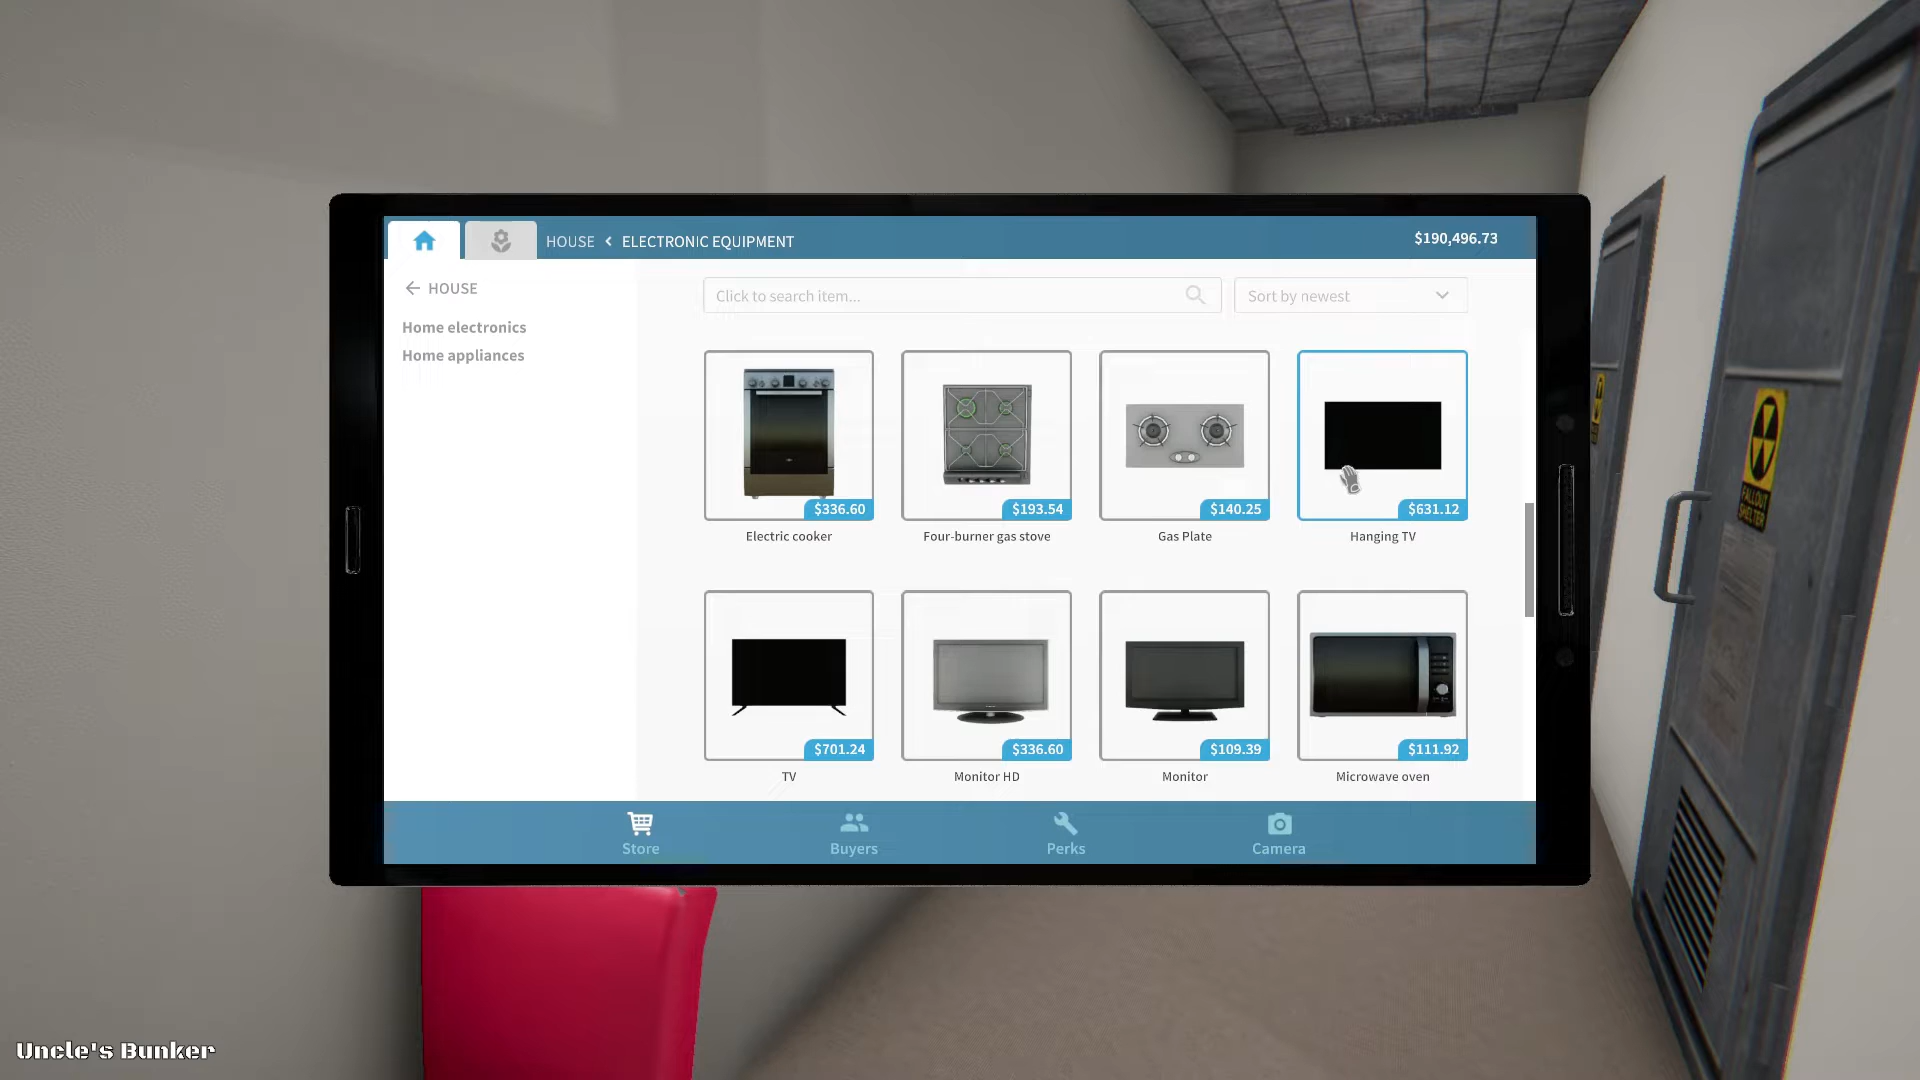 HOUSE < ELECTRONIC EQUIPMENT
$190,496.73
← HOUSE
Home electronics
Home appliances
Click to search item...
Sort by newest
$336.60
$193.54
$140.25
$631.12
Electric cooker
Four-burner gas stove
Gas Plate
Hanging TV
$701.24
$336.60
$109.39
$111.92
TV
Monitor HD
Monitor
Microwave oven
Store
Buyers
Perks
Camera
FALLOUT
SHELTER
Uncle's Bunker